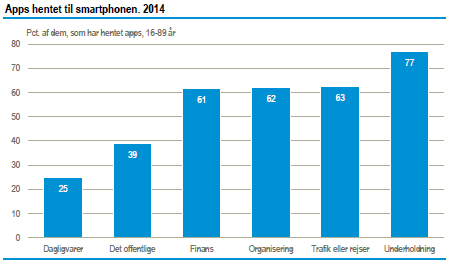 Apps hentet til smartphonen. 2014
Pct. af dem, som har hentet apps, 16-89 år
80
70
60
50
40
30
20
10
0
25
39
61
62
63
77
Dagligvarer
Det offentlige
Finans
Organisering
Trafik eller rejser
Underholdning